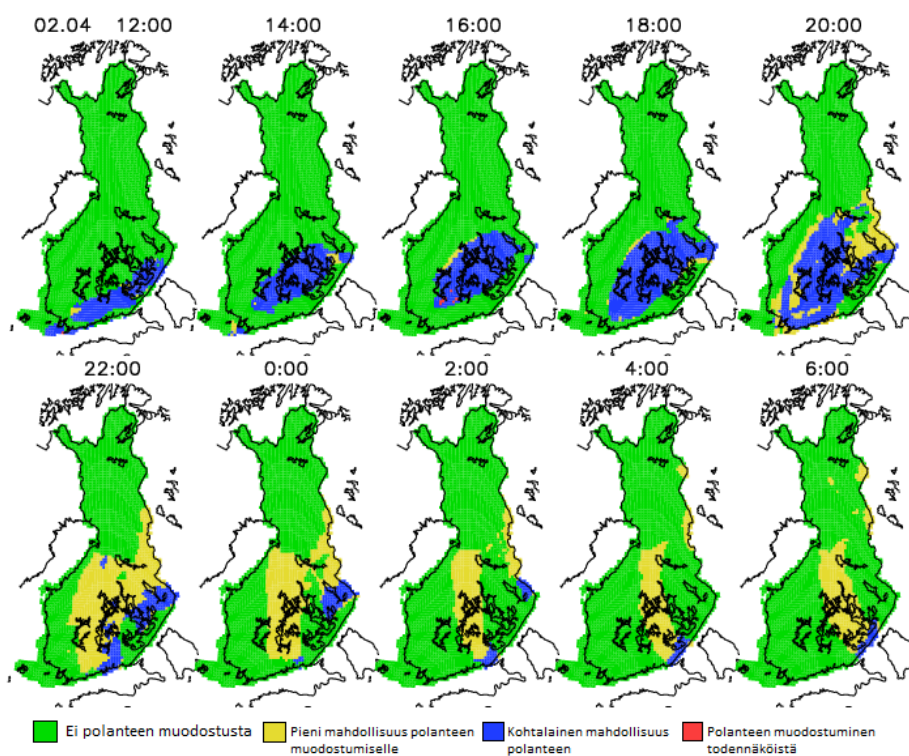 02.04 12:00 14:00 16:00 18:00 20:00
22:00 0:00 2:00 4:00 6:00
Ei polanteen muodostusta
Pieni mahdollisuus polanteen
muodostumiselle
Kohtalainen mahdollisuus
polanteen
Polanteen muodostuminen
todennäköistä